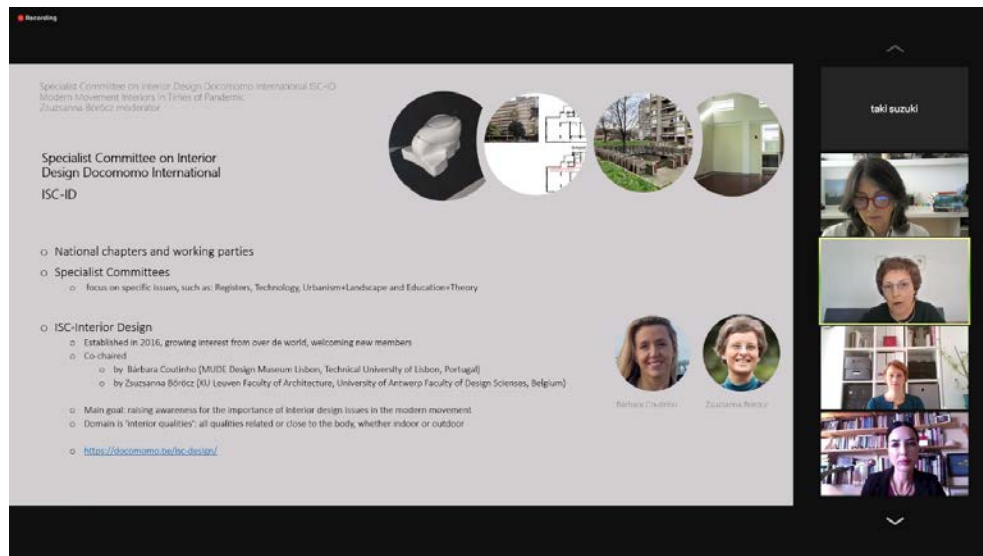 Recording
Specialist Committee on Interior Design Docomomo International ISC-ID
Modern Movement Interiors in Times of Pandemic
Zsuzsanna Böröcz moderator
Specialist Committee on Interior
Design Docomomo International
ISC-ID
o National chapters and working parties
o Specialist Committees
o focus on specific issues, such as: Registers, Technology, Urbanism+Landscape and Education+Theory
o ISC-Interior Design
o Established in 2016, growing interest from over de world, welcoming new members
o Co-chaired
o by Bárbara Coutinho (MUDE Design Museum Lisbon, Technical University of Lisbon, Portugal)
o by Zsuzsanna Böröcz (KU Leuven Faculty of Architecture, University of Antwerp Faculty of Design Scienses, Belgium)
o Main goal: raising awareness for the importance of interior design issues in the modern movement
o Domain is 'interior qualities': all qualities related or close to the body, whether indoor or outdoor
o https://docomomo.be/isc-design/
Bárbara Coutinho
Zsuzsanna Böröcz
taki suzuki